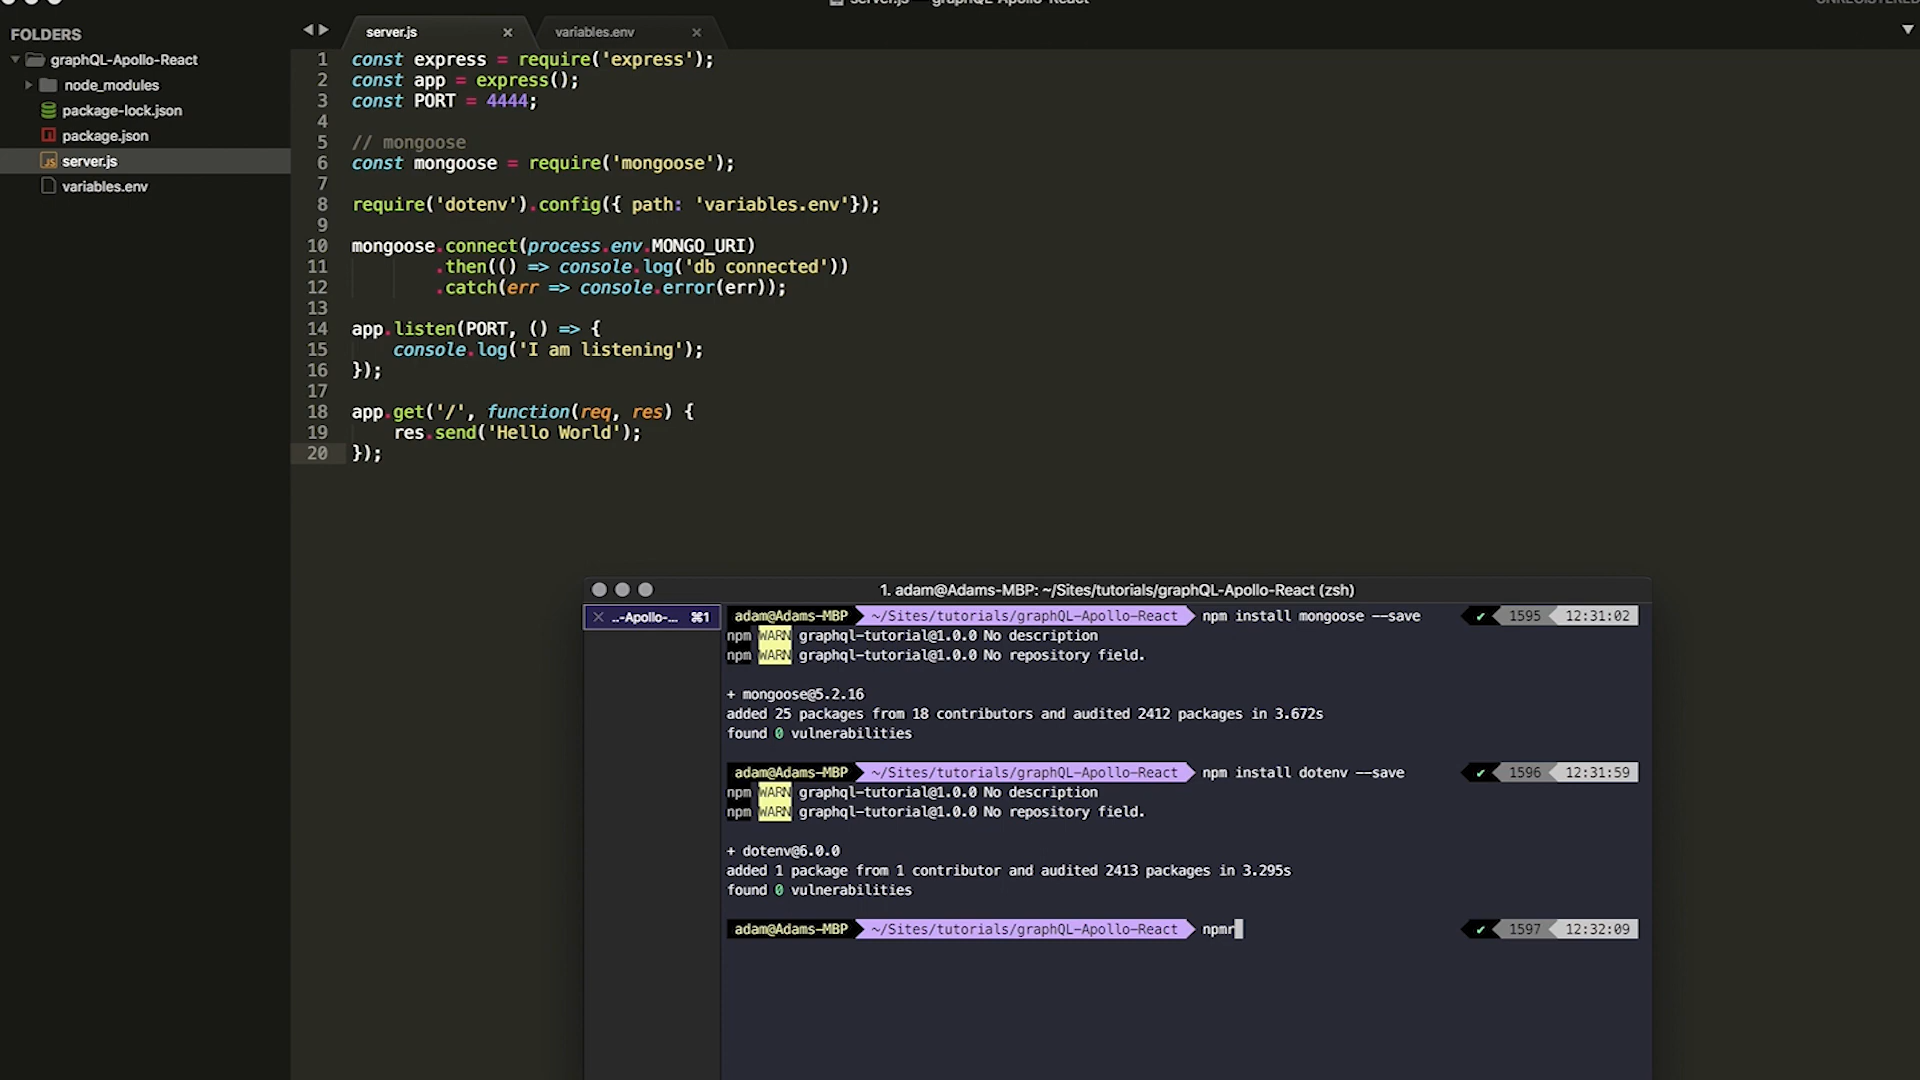 server.js — graphQL-Apollo-React
FOLDERS
graphQL-Apollo-React
node_modules
package-lock.json
package.json
server.js
variables.env
server.js
variables.env
1 const express = require('express');
2 const app = express();
3 const PORT = 4444;
4
5 // mongoose
6 const mongoose = require('mongoose');
7
8 require('dotenv').config({ path: 'variables.env'});
9
10 mongoose.connect(process.env.MONGO_URI)
11 .then(() => console.log('db connected'))
12 .catch(err => console.error(err));
13
14 app.listen(PORT, () => {
15 console.log('I am listening');
16 });
17
18 app.get('/', function(req, res) {
19 res.send('Hello World');
20 });
1. adam@Adams-MBP: ~/Sites/tutorials/graphQL-Apollo-React (zsh)
..-Apollo-... ⌘1
adam@Adams-MBP ~/Sites/tutorials/graphQL-Apollo-React npm install mongoose --save ✔ 1595 12:31:02
npm WARN graphql-tutorial@1.0.0 No description
npm WARN graphql-tutorial@1.0.0 No repository field.
+ mongoose@5.2.16
added 25 packages from 18 contributors and audited 2412 packages in 3.672s
found 0 vulnerabilities
adam@Adams-MBP ~/Sites/tutorials/graphQL-Apollo-React npm install dotenv --save ✔ 1596 12:31:59
npm WARN graphql-tutorial@1.0.0 No description
npm WARN graphql-tutorial@1.0.0 No repository field.
+ dotenv@6.0.0
added 1 package from 1 contributor and audited 2413 packages in 3.295s
found 0 vulnerabilities
adam@Adams-MBP ~/Sites/tutorials/graphQL-Apollo-React npmr ✔ 1597 12:32:09